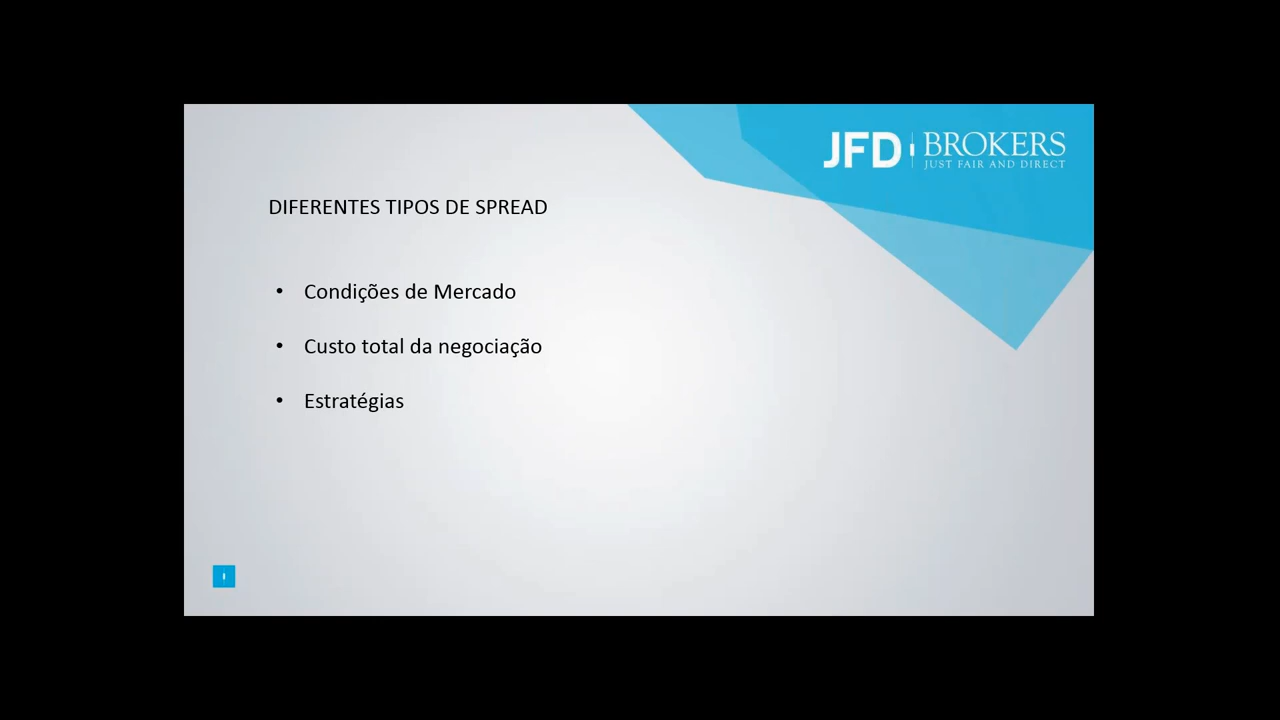 JFD BROKERS
JUST FAIR AND DIRECT
DIFERENTES TIPOS DE SPREAD
• Condições de Mercado
• Custo total da negociação
• Estratégias